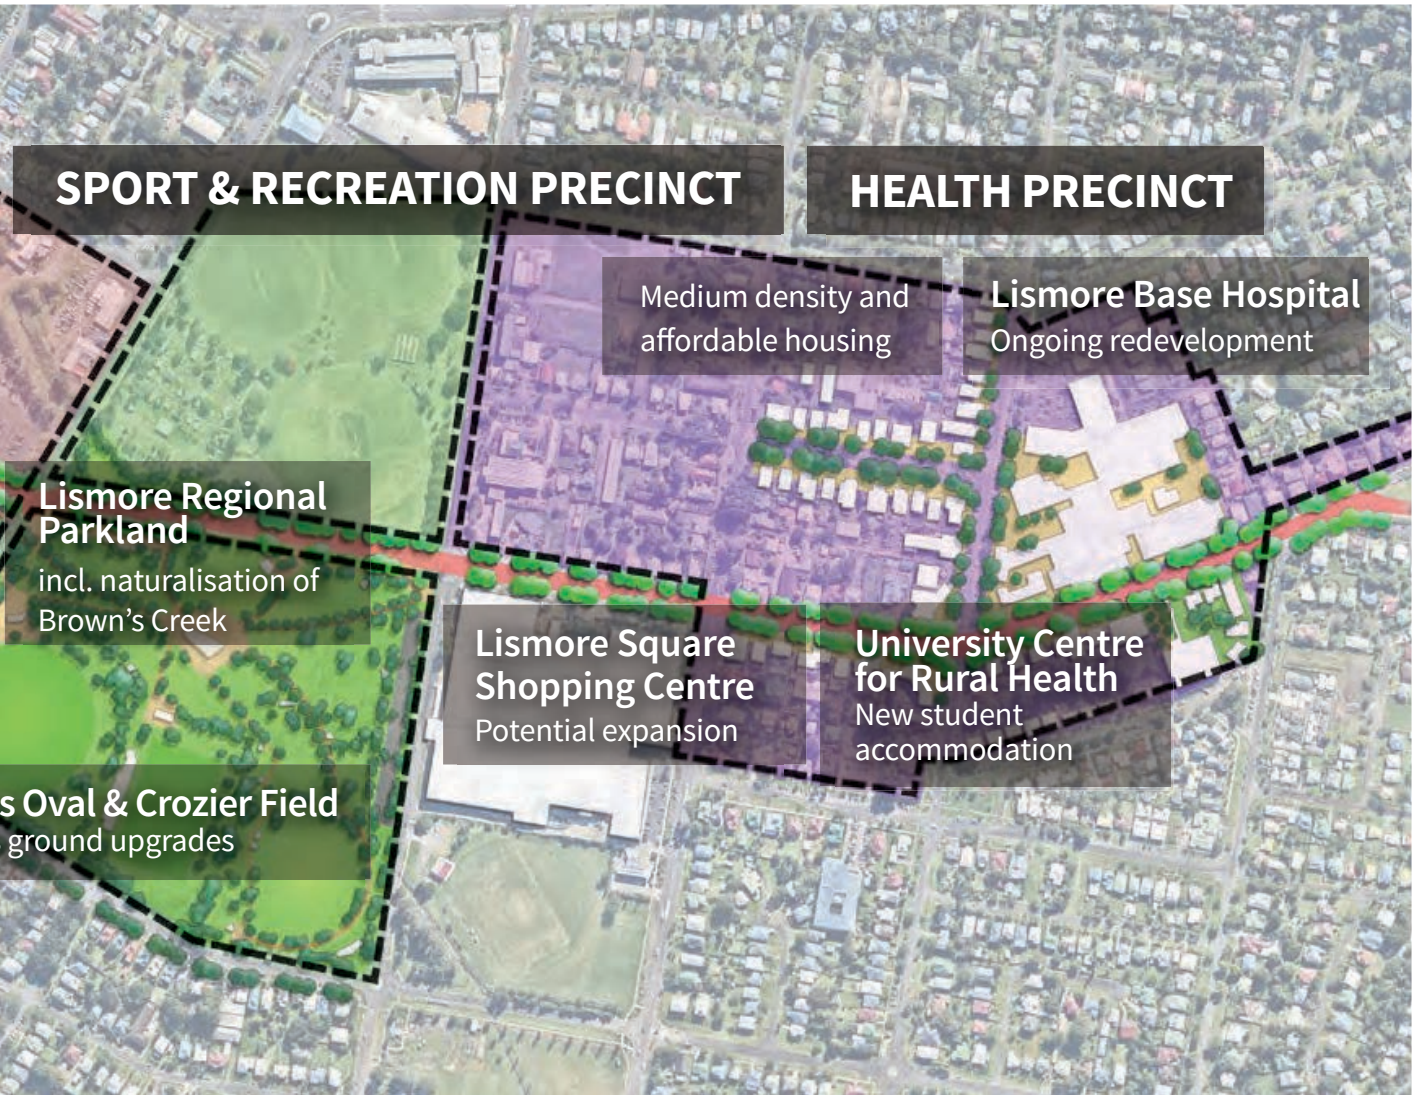 SPORT & RECREATION PRECINCT
HEALTH PRECINCT
Medium density and
affordable housing
Lismore Base Hospital
Ongoing redevelopment
Lismore Regional
Parkland
incl. naturalisation of
Brown's Creek
Lismore Square
Shopping Centre
Potential expansion
University Centre
for Rural Health
New student
accommodation
s Oval & Crozier Field
ground upgrades